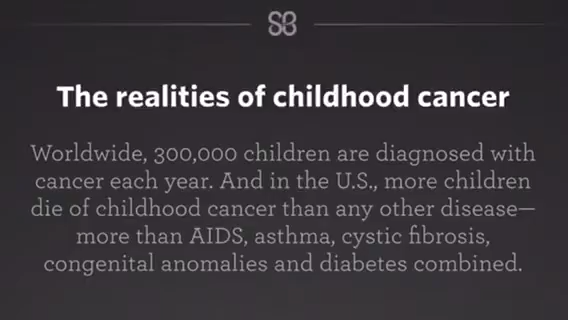 SB
The realities of childhood cancer
Worldwide, 300,000 children are diagnosed with
cancer each year. And in the U.S., more children
die of childhood cancer than any other disease—
more than AIDS, asthma, cystic fibrosis,
congenital anomalies and diabetes combined.